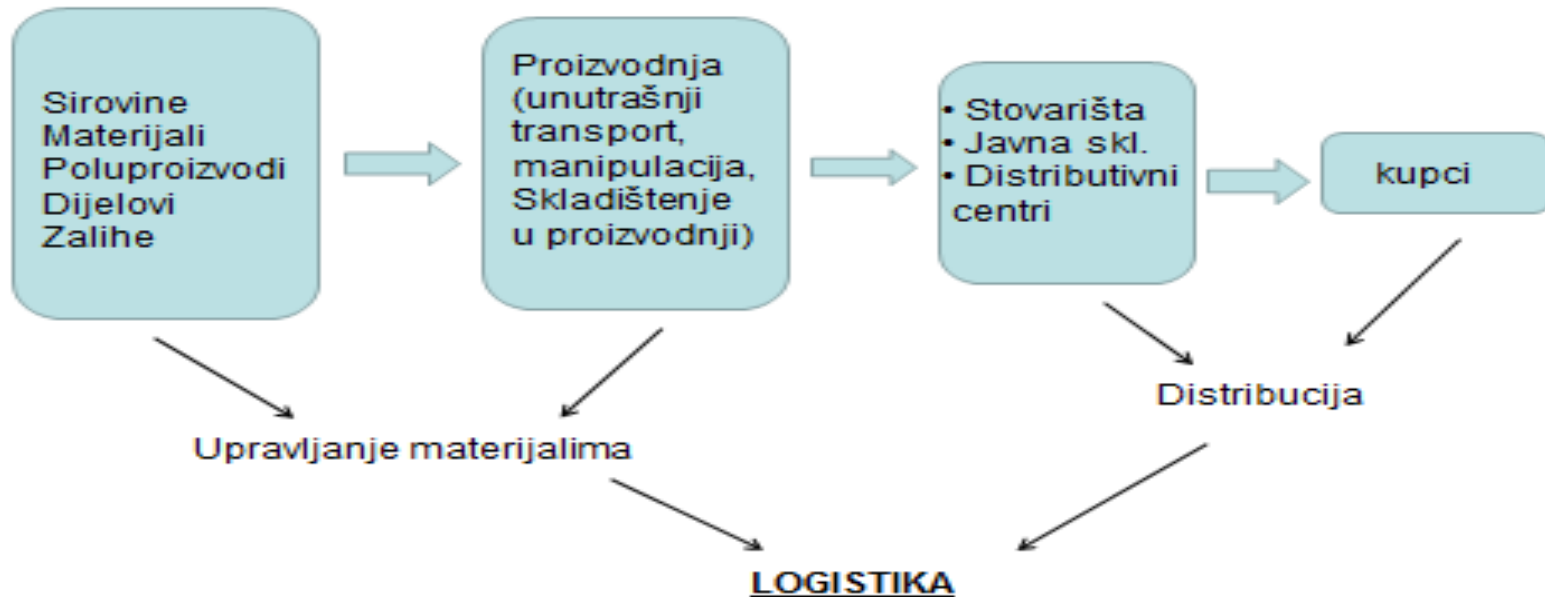 Sirovine
Materijali
Poluproizvodi
Dijelovi
Zalihe
Proizvodnja
(unutrašnji
transport,
manipulacija,
Skladištenje
u proizvodnji)
• Stovarišta
• Javna skl.
• Distributivni
centri
kupci
Upravljanje materijalima
Distribucija
LOGISTIKA